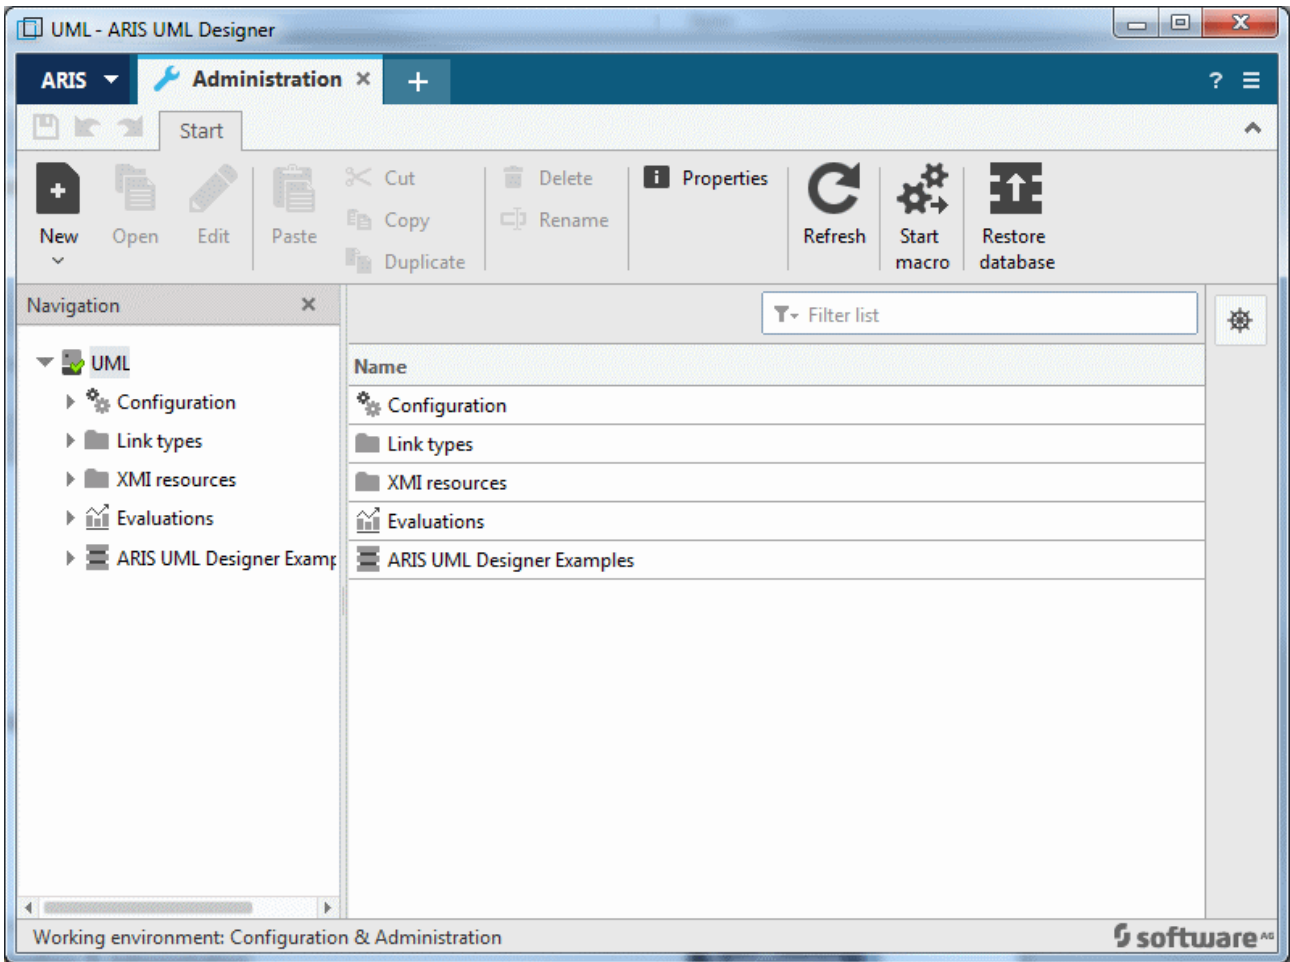 UML - ARIS UML Designer
ARIS
Administration
Start
New
Open
Edit
Paste
Cut
Copy
Duplicate
Delete
Rename
Properties
Refresh
Start
macro
Restore
database
Navigation
Filter list
UML
Configuration
Link types
XMI resources
Evaluations
ARIS UML Designer Examp
Name
Configuration
Link types
XMI resources
Evaluations
ARIS UML Designer Examples
Working environment: Configuration & Administration
software AG